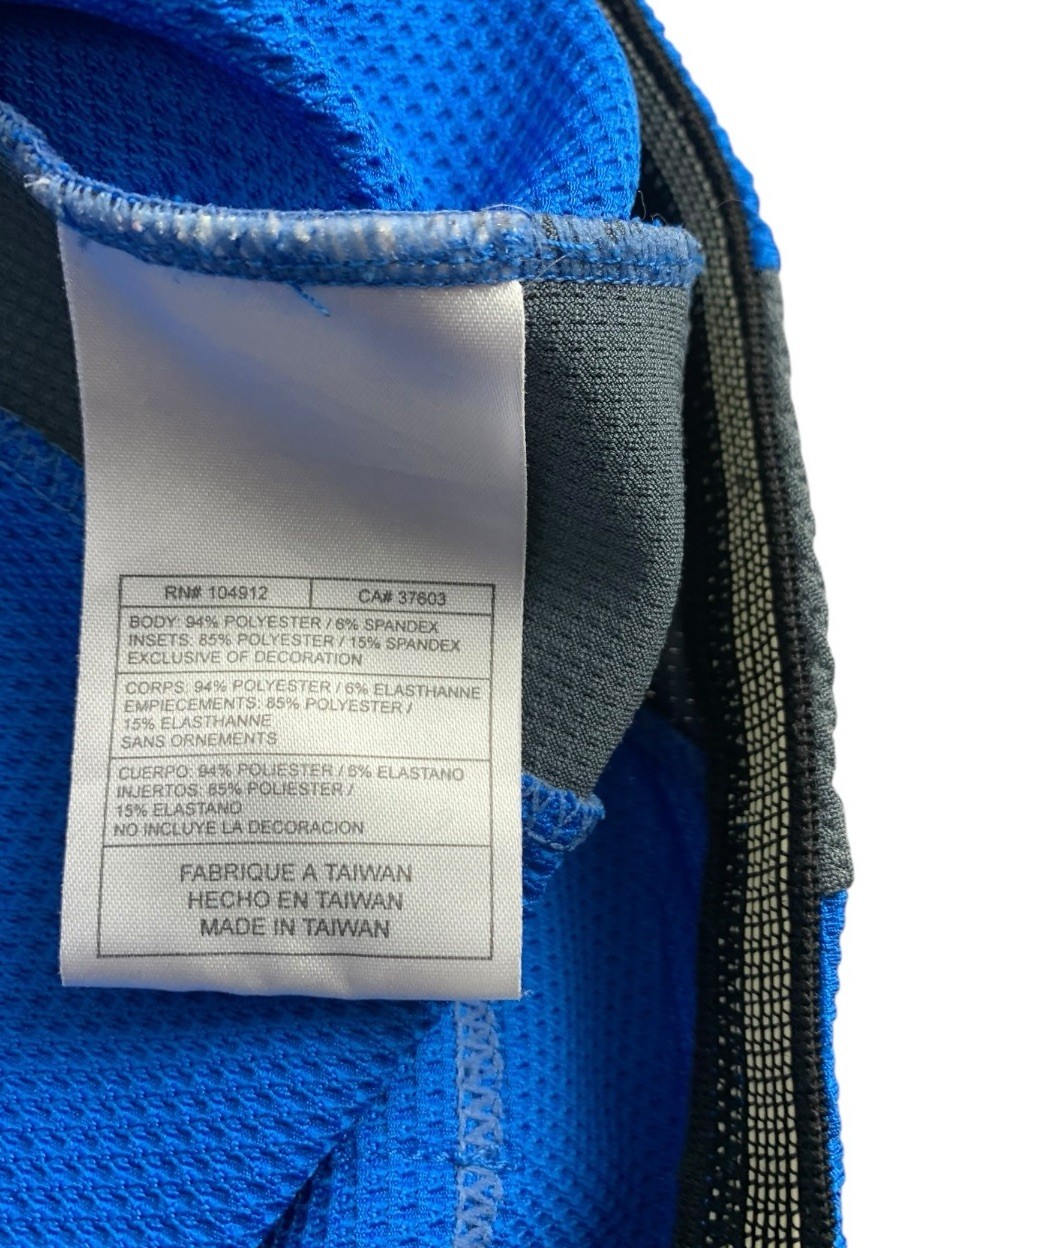 RN# 104912 CA# 37603
BODY: 94% POLYESTER / 6% SPANDEX
INSETS: 85% POLYESTER / 15% SPANDEX
EXCLUSIVE OF DECORATION
CORPS: 94% POLYESTER / 6% ELASTHANNE
EMPIECEMENTS: 85% POLYESTER /
15% ELASTHANNE
SANS ORNEMENTS
CUERPO: 94% POLIESTER / 6% ELASTANO
INJERTOS: 85% POLIESTER /
15% ELASTANO
NO INCLUYE LA DECORACION
FABRIQUE A TAIWAN
HECHO EN TAIWAN
MADE IN TAIWAN